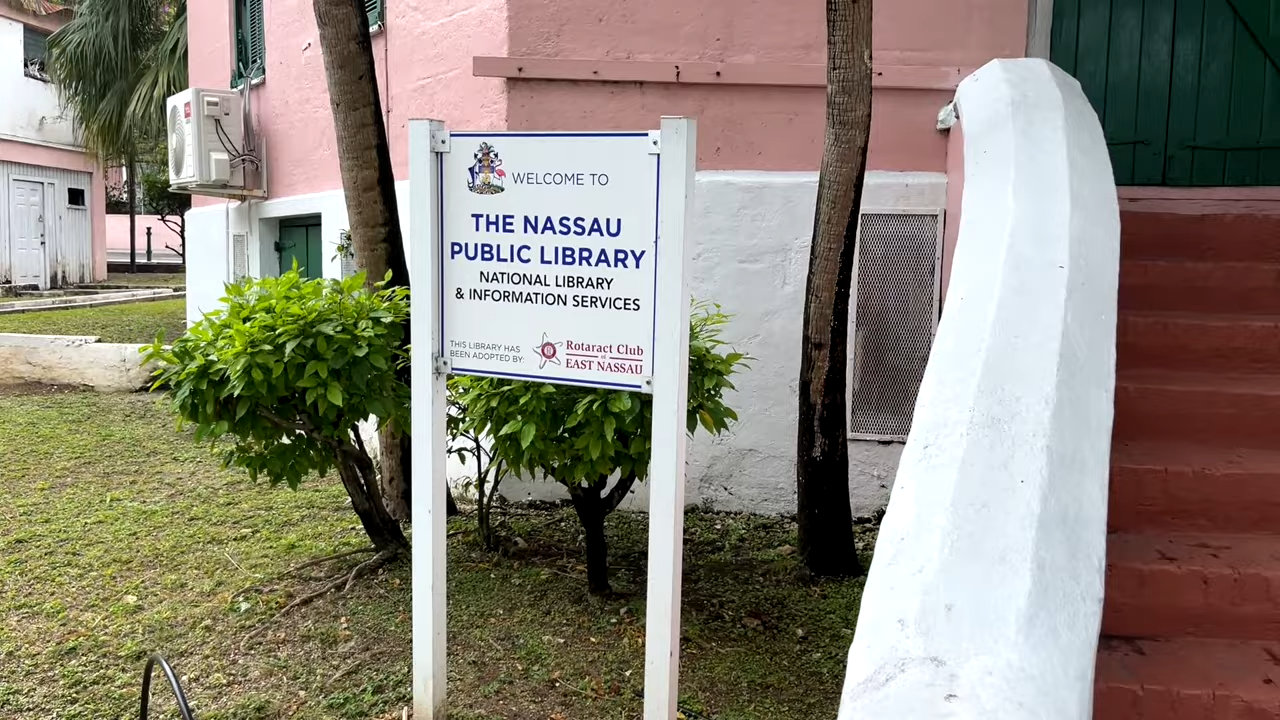 WELCOME TO
THE NASSAU
PUBLIC LIBRARY
NATIONAL LIBRARY
& INFORMATION SERVICES
THIS LIBRARY HAS
BEEN ADOPTED BY:
Rotaract Club
of
EAST NASSAU